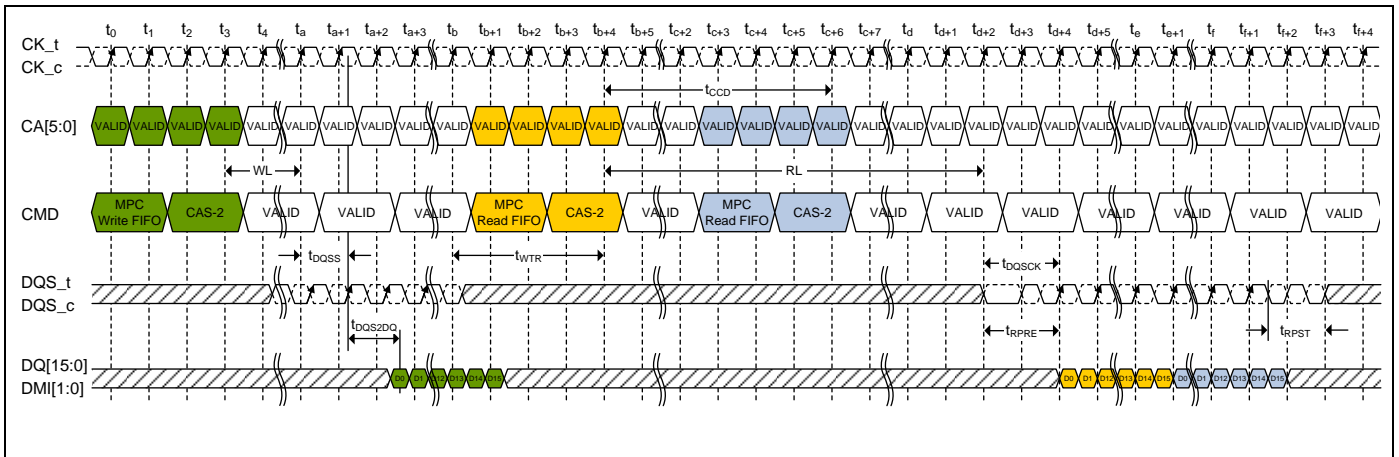 t0 t1 t2 t3 t4 ta ta+1 ta+2 ta+3 tb tb+1 tb+2 tb+3 tb+4 tb+5 tc+2 tc+3 tc+4 tc+5 tc+6 tc+7 td td+1 td+2 td+3 td+4 td+5 te te+1 tf tf+1 tf+2 tf+3 tf+4
CK_t
CK_c
tCCD
CA[5:0] VALID VALID VALID VALID VALID VALID VALID VALID VALID VALID VALID VALID VALID VALID VALID VALID VALID VALID VALID VALID VALID VALID VALID VALID VALID VALID VALID VALID VALID VALID VALID VALID VALID VALID
WL RL
CMD MPC Write FIFO CAS-2 VALID VALID VALID MPC Read FIFO CAS-2 VALID MPC Read FIFO CAS-2 VALID VALID VALID VALID VALID VALID VALID
tDQSS tWTR tDQSCK
DQS_t
DQS_c
tDQS2DQ tRPRE tRPST
DQ[15:0]
DMI[1:0]
D0 D1 D12 D13 D14 D15 D0 D1 D12 D13 D14 D15 D0 D1 D12 D13 D14 D15